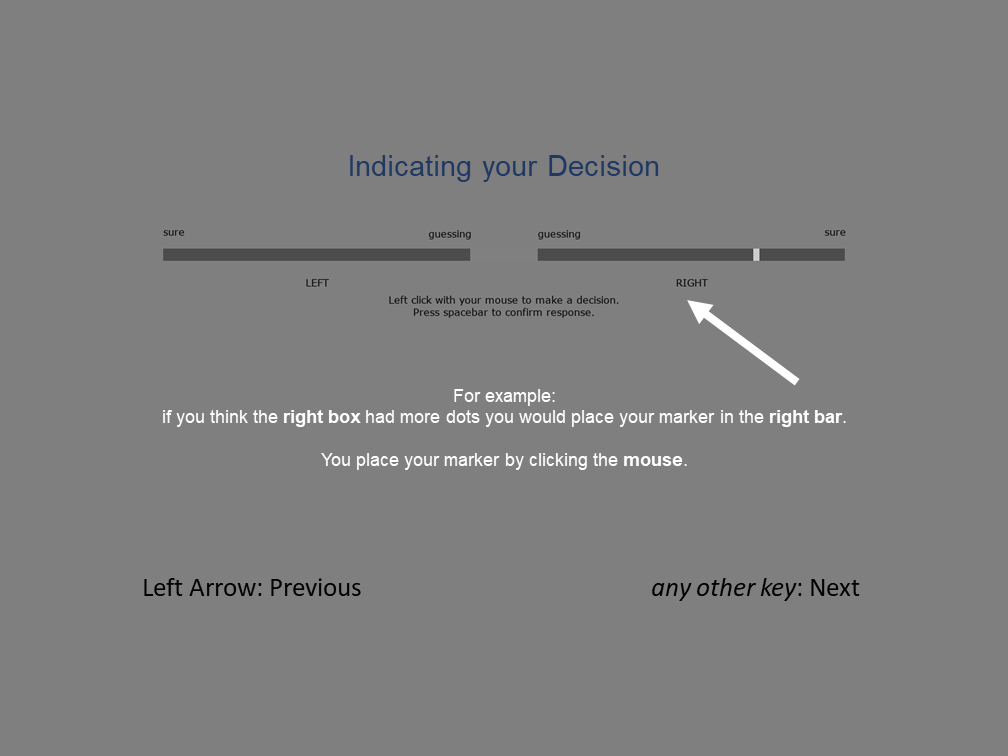 Indicating your Decision
sure guessing guessing sure
LEFT RIGHT
Left click with your mouse to make a decision.
Press spacebar to confirm response.
For example:
if you think the right box had more dots you would place your marker in the right bar.
You place your marker by clicking the mouse.
Left Arrow: Previous any other key: Next